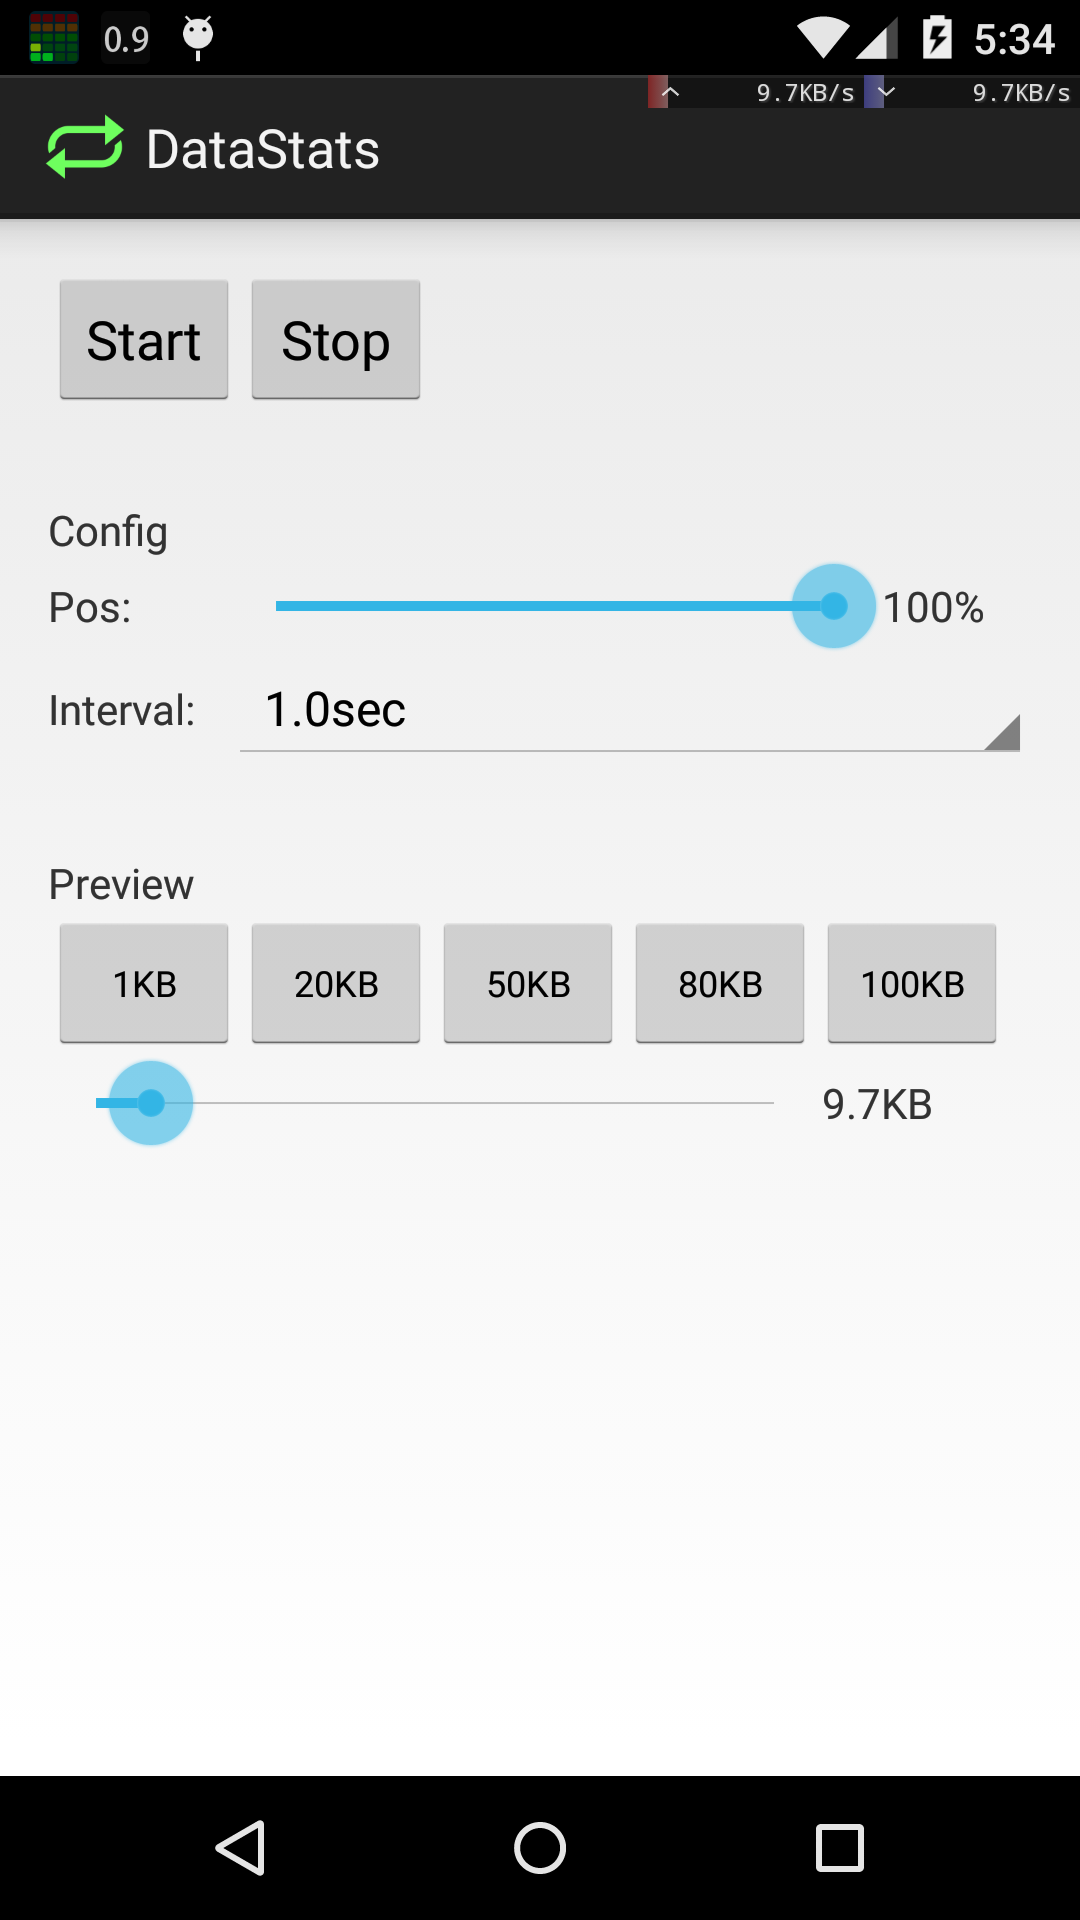 0.9 5:34
9.7KB/s 9.7KB/s
DataStats
Start Stop
Config
Pos: 100%
Interval: 1.0sec
Preview
1KB 20KB 50KB 80KB 100KB
9.7KB